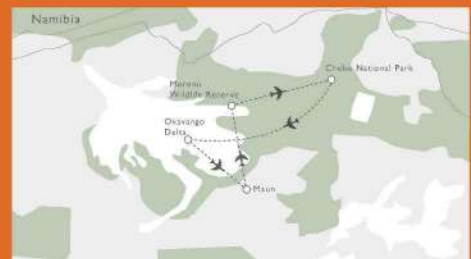 Namibia
Chobe National Park
Moremi
Wildlife Reserve
Okavango
Delta
Maun